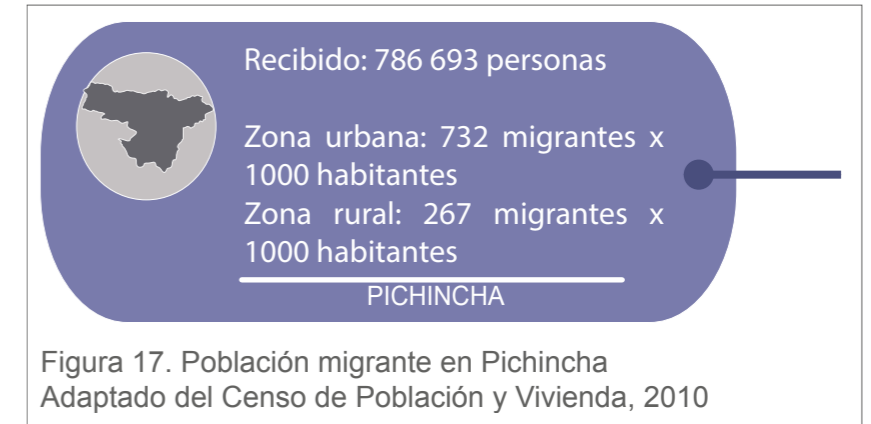 Recibido: 786 693 personas
Zona urbana: 732 migrantes x
1000 habitantes
Zona rural: 267 migrantes x
1000 habitantes
PICHINCHA
Figura 17. Población migrante en Pichincha
Adaptado del Censo de Población y Vivienda, 2010